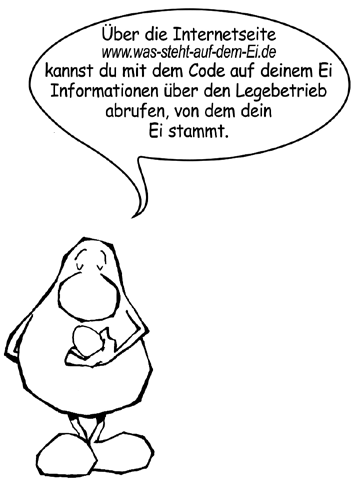 Über die Internetseite
www.was-steht-auf-dem-Ei.de
kannst du mit dem Code auf deinem Ei
Informationen über den Legebetrieb
abrufen, von dem dein
Ei stammt.